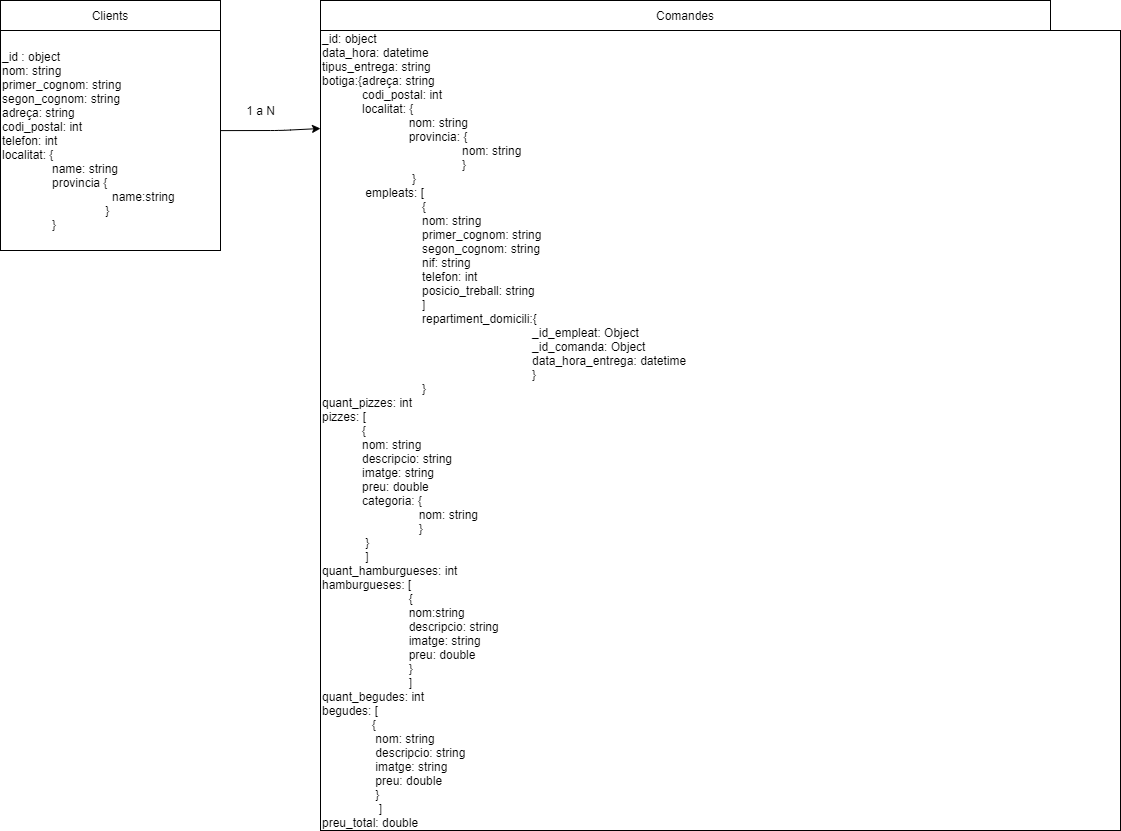 Clients
_id : object
nom: string
primer_cognom: string
segon_cognom: string
adreça: string
codi_postal: int
telefon: int
localitat: {
name: string
provincia {
name:string
}
}
1 a N
Comandes
_id: object
data_hora: datetime
tipus_entrega: string
botiga:{adreça: string
codi_postal: int
localitat: {
nom: string
provincia: {
nom: string
}
}
empleats: [
{
nom: string
primer_cognom: string
segon_cognom: string
nif: string
telefon: int
posicio_treball: string
]
repartiment_domicili:{
_id_empleat: Object
_id_comanda: Object
data_hora_entrega: datetime
}
}
quant_pizzes: int
pizzes: [
{
nom: string
descripcio: string
imatge: string
preu: double
categoria: {
nom: string
}
}
]
quant_hamburgueses: int
hamburgueses: [
{
nom:string
descripcio: string
imatge: string
preu: double
}
]
quant_begudes: int
begudes: [
{
nom: string
descripcio: string
imatge: string
preu: double
}
]
preu_total: double